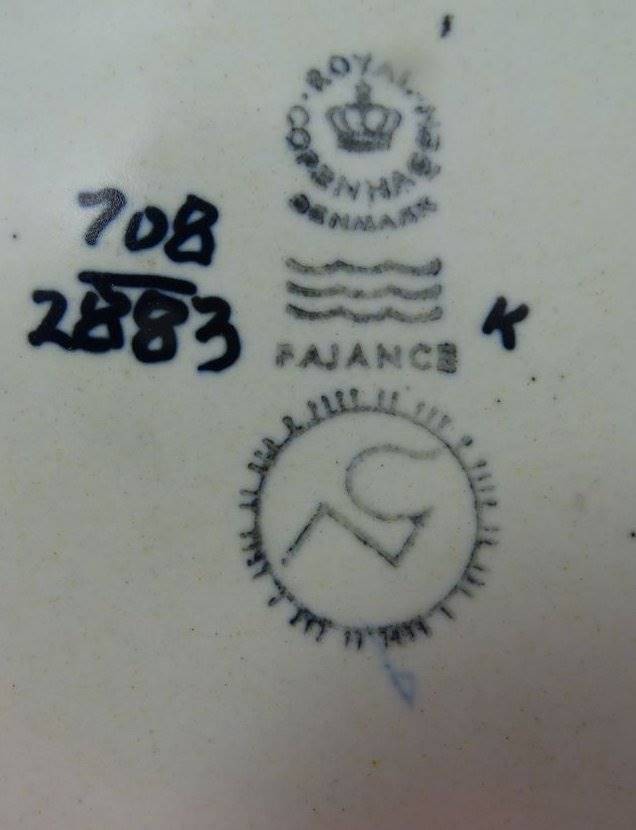 ROYAL COPENHAGEN
DENMARK
708
2883
FAJANCE
K